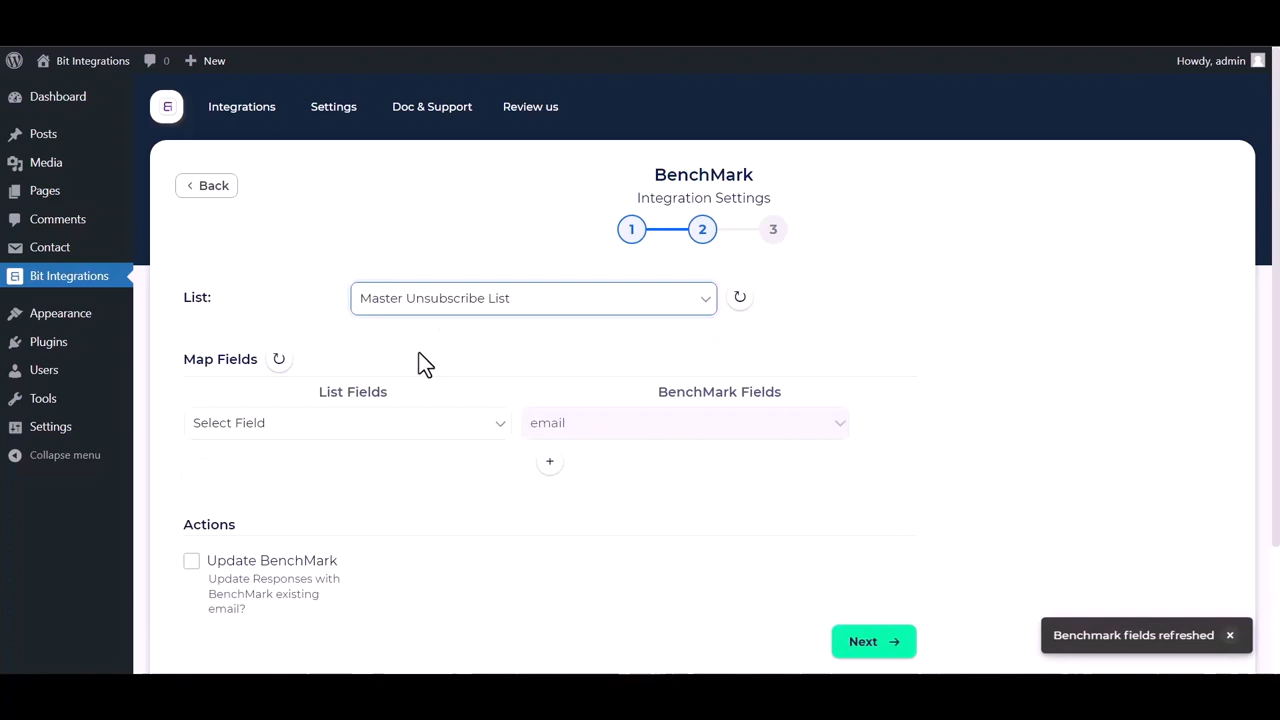 Bit Integrations
0
New
Howdy, admin
Dashboard
Posts
Media
Pages
Comments
Contact
Bit Integrations
Appearance
Plugins
Users
Tools
Settings
Collapse menu
Integrations
Settings
Doc & Support
Review us
Back
BenchMark
Integration Settings
1
2
3
List:
Master Unsubscribe List
Map Fields
List Fields
BenchMark Fields
Select Field
email
+
Actions
Update BenchMark
Update Responses with
BenchMark existing
email?
Next
Benchmark fields refreshed